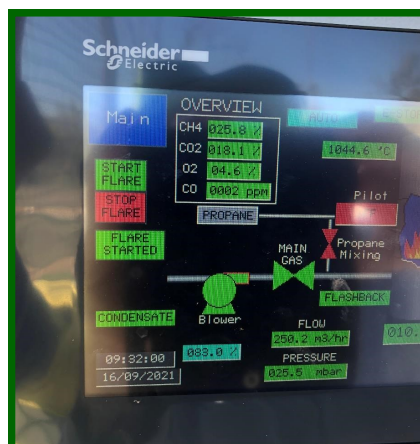 Schneider
Electric
Main
OVERVIEW
AUTO
CH4 025.8 %
CO2 018.1 %
O2 04.6 %
CO 0002 ppm
1044.6 °C
START
FLARE
STOP
FLARE
FLARE
STARTED
Pilot
PROPANE
Propane
Mixing
MAIN
GAS
FLASHBACK
CONDENSATE
Blower
FLOW
250.2 m3/hr
010.
083.0 %
PRESSURE
025.5 mbar
09:32:00
16/09/2021